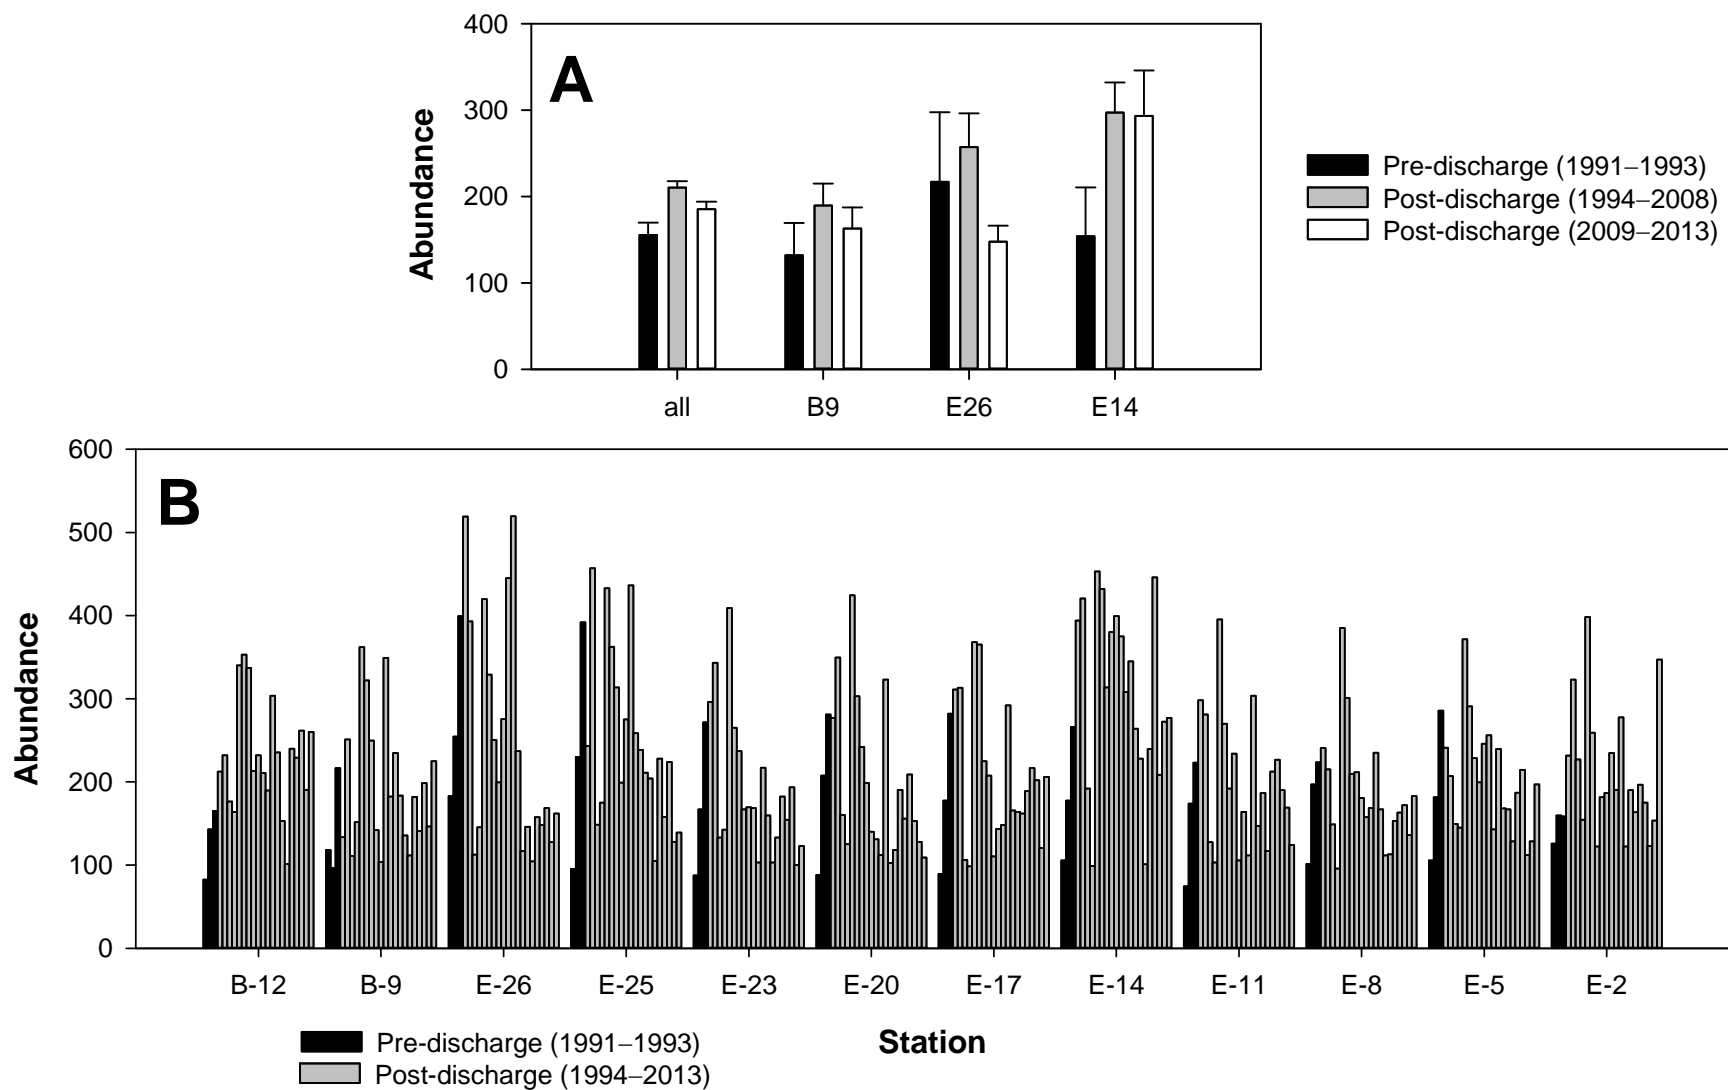 A
Abundance
400
300
200
100
0
all B9 E26 E14
Pre-discharge (1991–1993)
Post-discharge (1994–2008)
Post-discharge (2009–2013)
B
Abundance
600
500
400
300
200
100
0
B-12 B-9 E-26 E-25 E-23 E-20 E-17 E-14 E-11 E-8 E-5 E-2
Station
Pre-discharge (1991–1993)
Post-discharge (1994–2013)